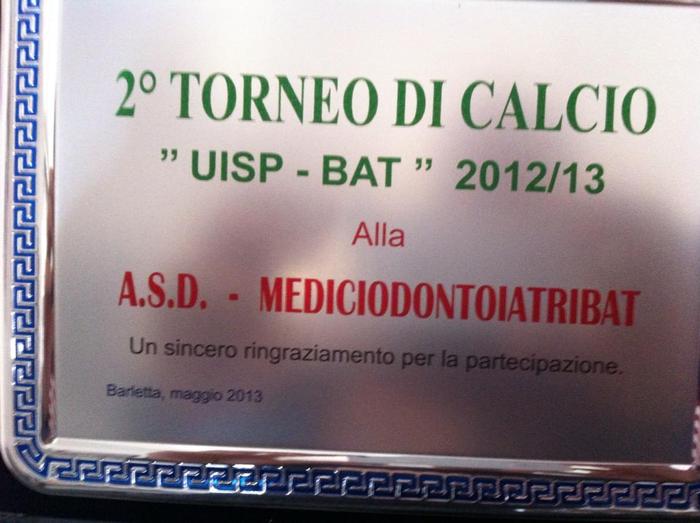 2° TORNEO DI CALCIO
” UISP - BAT ” 2012/13
Alla
A.S.D. - MEDICIODONTOIATRIBAT
Un sincero ringraziamento per la partecipazione.
Barletta, maggio 2013